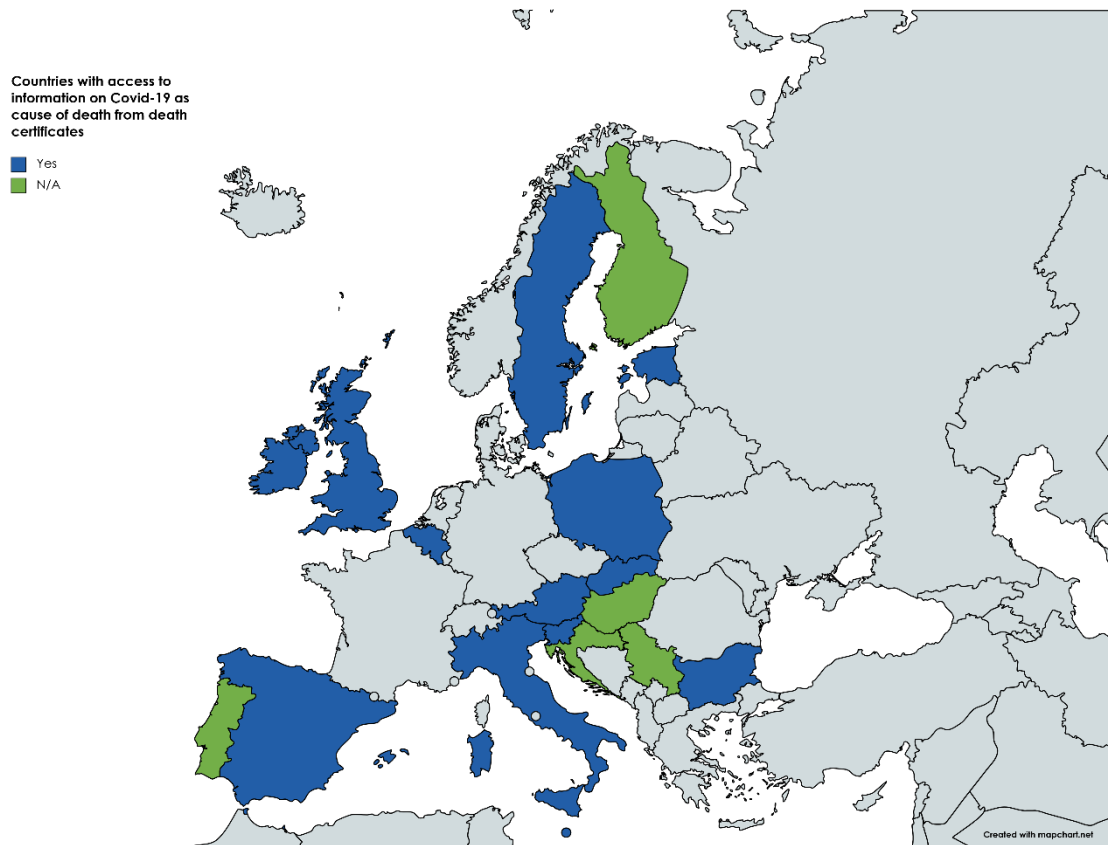 Countries with access to
information on Covid-19 as
cause of death from death
certificates
Yes
N/A
Created with mapchart.net